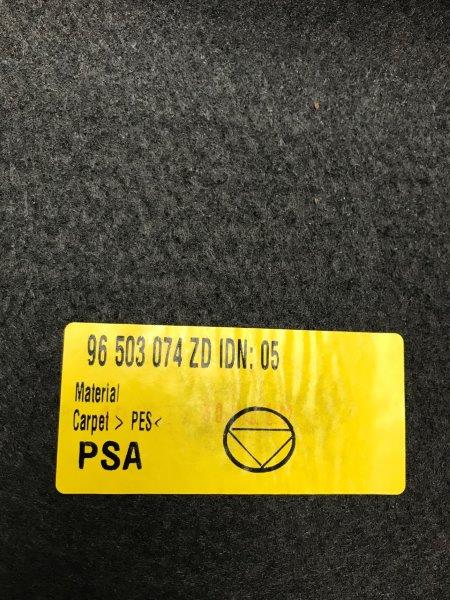 96 503 074 ZD IDN: 05
Material
Carpet > PES<
PSA